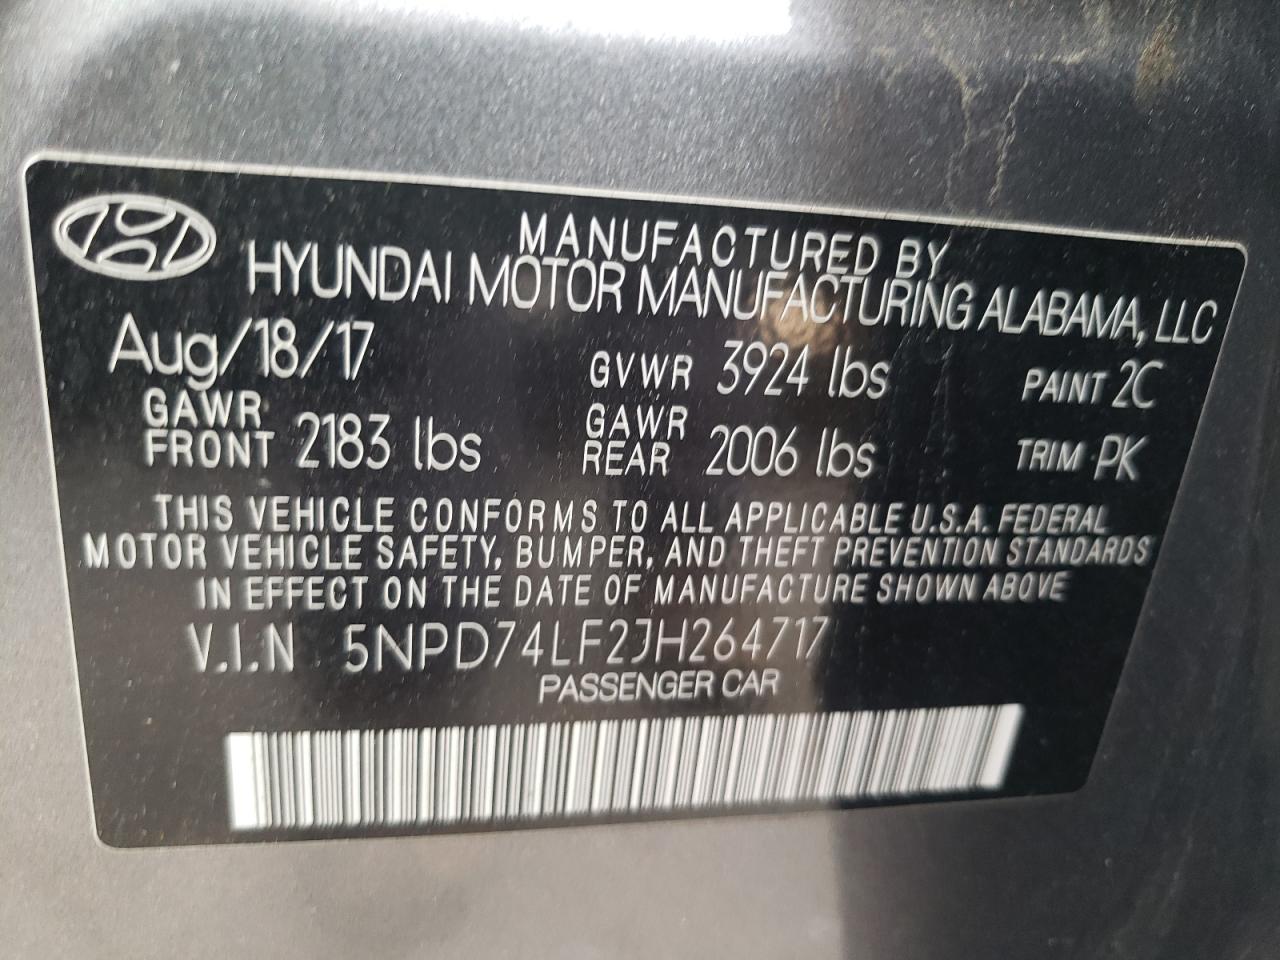 MANUFACTURED BY
HYUNDAI MOTOR MANUFACTURING ALABAMA, LLC
Aug/18/17 GVWR 3924 lbs PAINT 2C
GAWR FRONT 2183 lbs GAWR REAR 2006 lbs TRIM PK
THIS VEHICLE CONFORMS TO ALL APPLICABLE U.S.A. FEDERAL
MOTOR VEHICLE SAFETY, BUMPER, AND THEFT PREVENTION STANDARDS
IN EFFECT ON THE DATE OF MANUFACTURE SHOWN ABOVE
V.I.N 5NPD74LF2JH264717
PASSENGER CAR